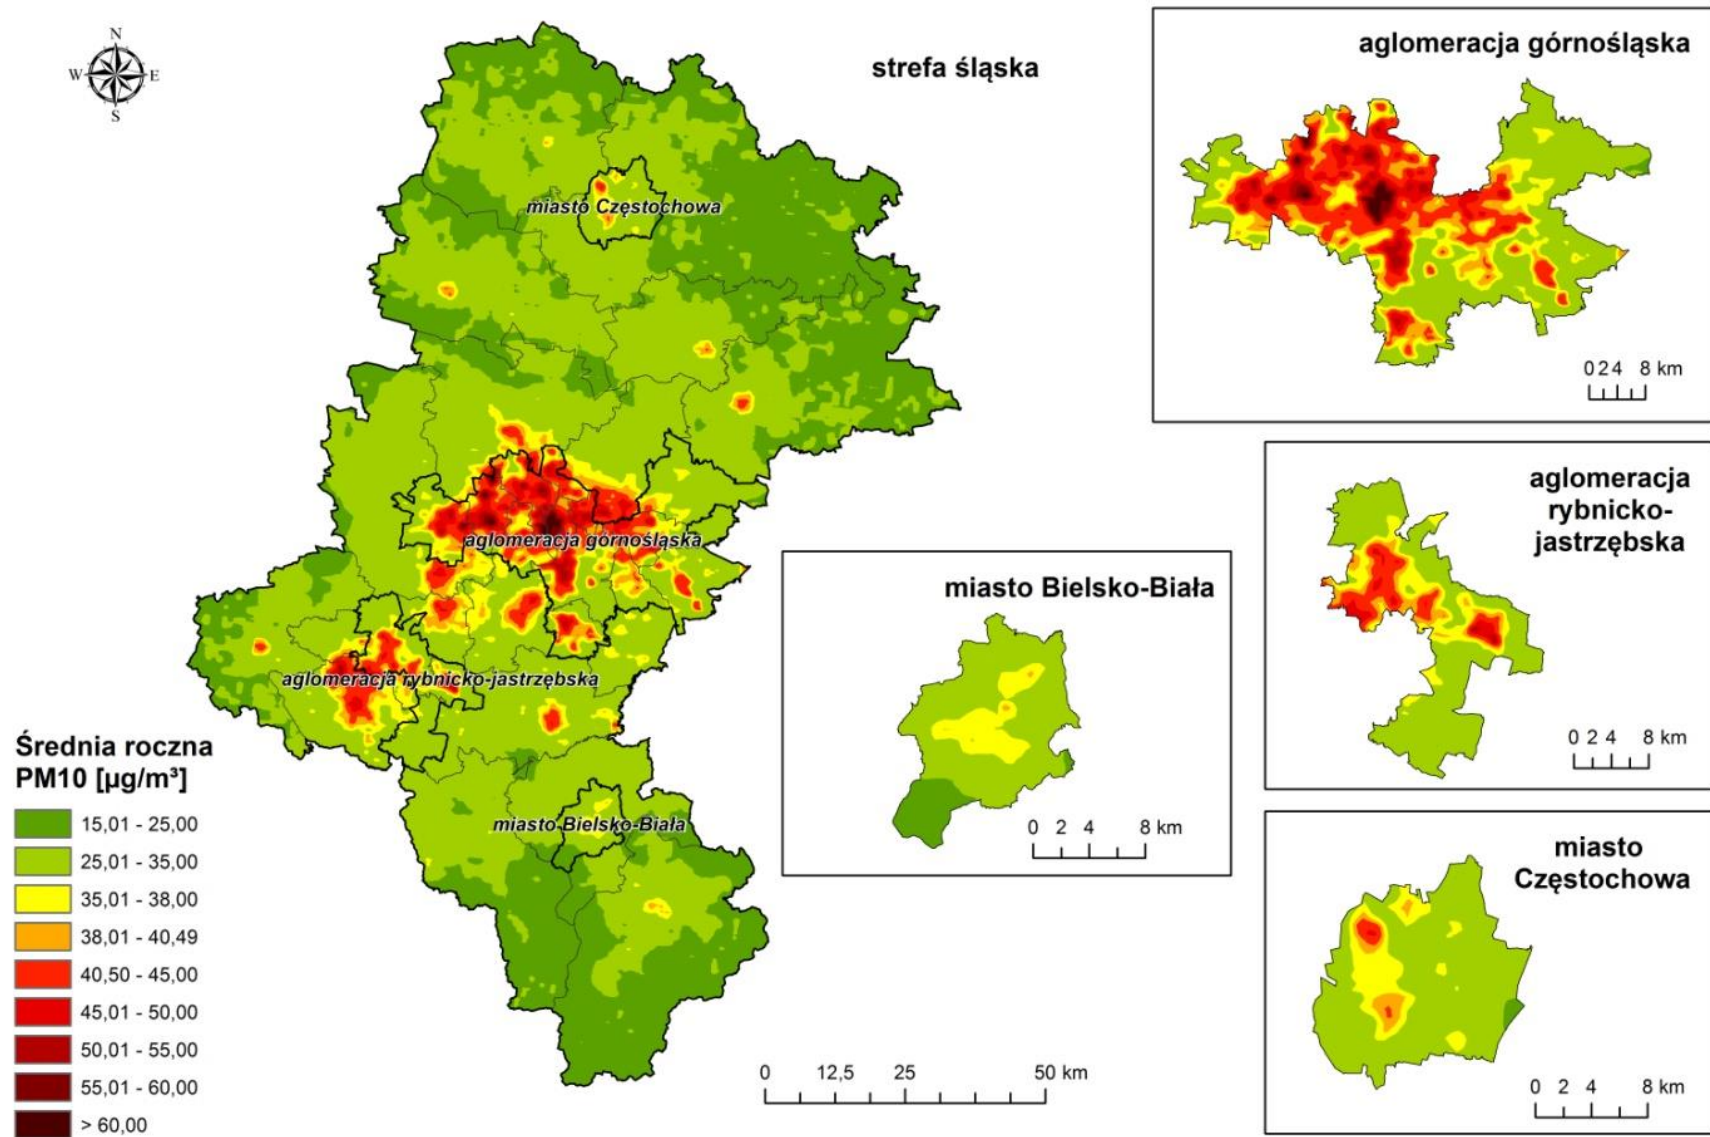 N
W E
S
strefa śląska
aglomeracja górnośląska
0 2 4 8 km
miasto Częstochowa
aglomeracja górnośląska
aglomeracja rybnicko-jastrzębska
miasto Bielsko-Biała
aglomeracja
rybnicko-
jastrzębska
0 2 4 8 km
miasto Bielsko-Biała
0 2 4 8 km
miasto
Częstochowa
0 2 4 8 km
Średnia roczna
PM10 [µg/m³]
15,01 - 25,00
25,01 - 35,00
35,01 - 38,00
38,01 - 40,49
40,50 - 45,00
45,01 - 50,00
50,01 - 55,00
55,01 - 60,00
> 60,00
0 12,5 25 50 km